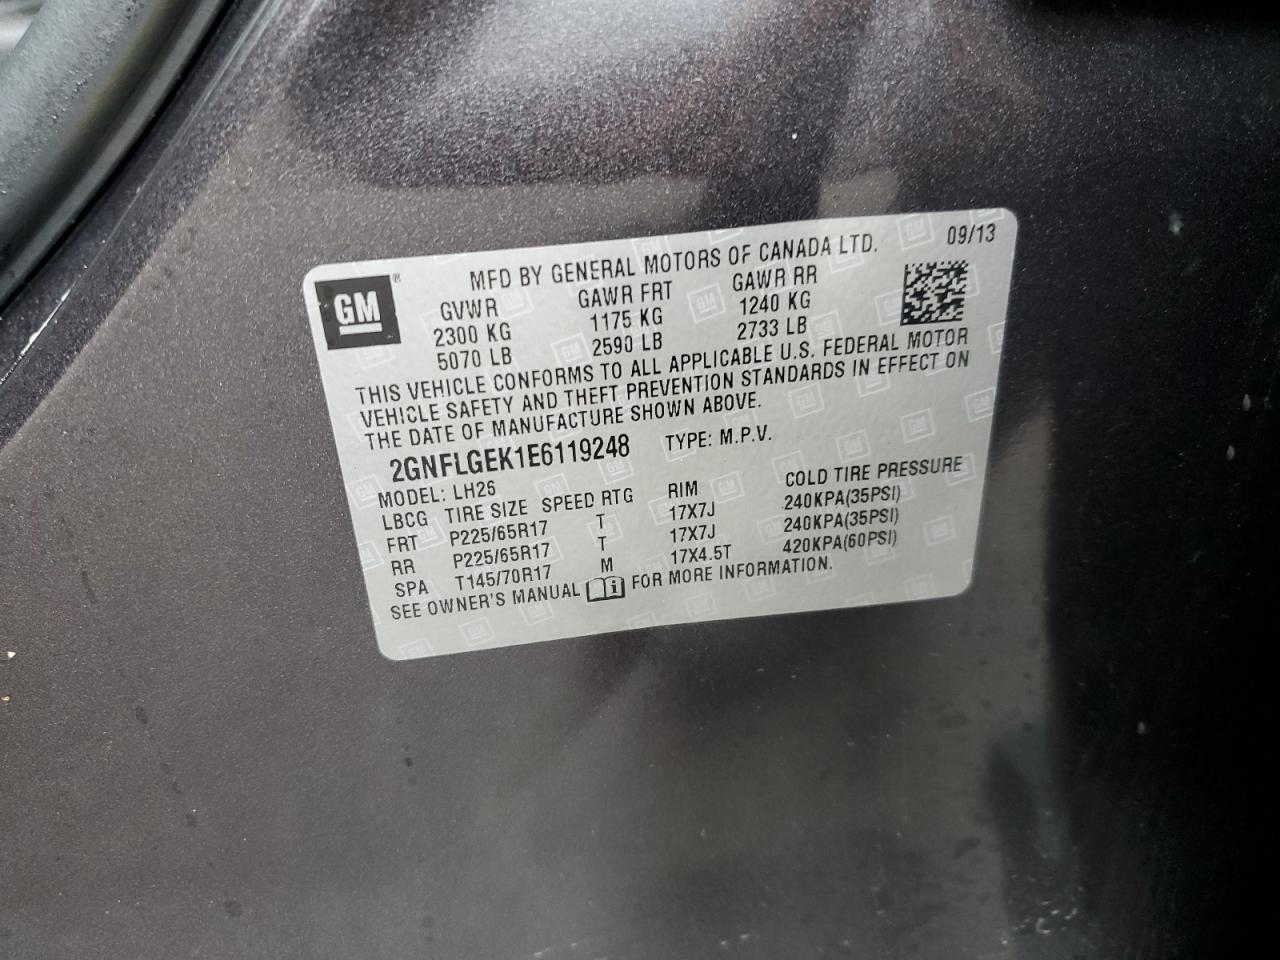 GM®
MFD BY GENERAL MOTORS OF CANADA LTD. 09/13
GVWR GAWR FRT GAWR RR
2300 KG 1175 KG 1240 KG
5070 LB 2590 LB 2733 LB
THIS VEHICLE CONFORMS TO ALL APPLICABLE U.S. FEDERAL MOTOR
VEHICLE SAFETY AND THEFT PREVENTION STANDARDS IN EFFECT ON
THE DATE OF MANUFACTURE SHOWN ABOVE.
2GNFLGEK1E6119248 TYPE: M.P.V.
MODEL: LH26
LBCG TIRE SIZE SPEED RTG RIM COLD TIRE PRESSURE
FRT P225/65R17 T 17X7J 240KPA(35PSI)
RR P225/65R17 T 17X7J 240KPA(35PSI)
SPA T145/70R17 M 17X4.5T 420KPA(60PSI)
SEE OWNER'S MANUAL FOR MORE INFORMATION.